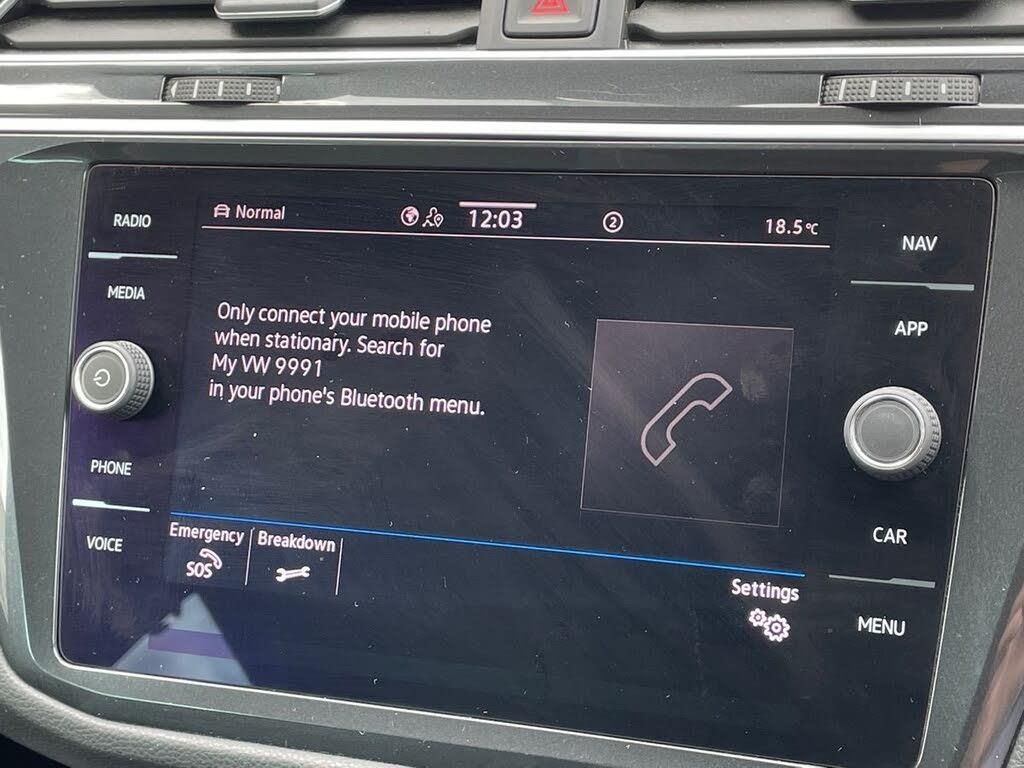 RADIO
MEDIA
PHONE
VOICE
Normal
12:03
2
18.5°C
Only connect your mobile phone
when stationary. Search for
My VW 9991
in your phone's Bluetooth menu.
Emergency
SOS
Breakdown
Settings
NAV
APP
CAR
MENU